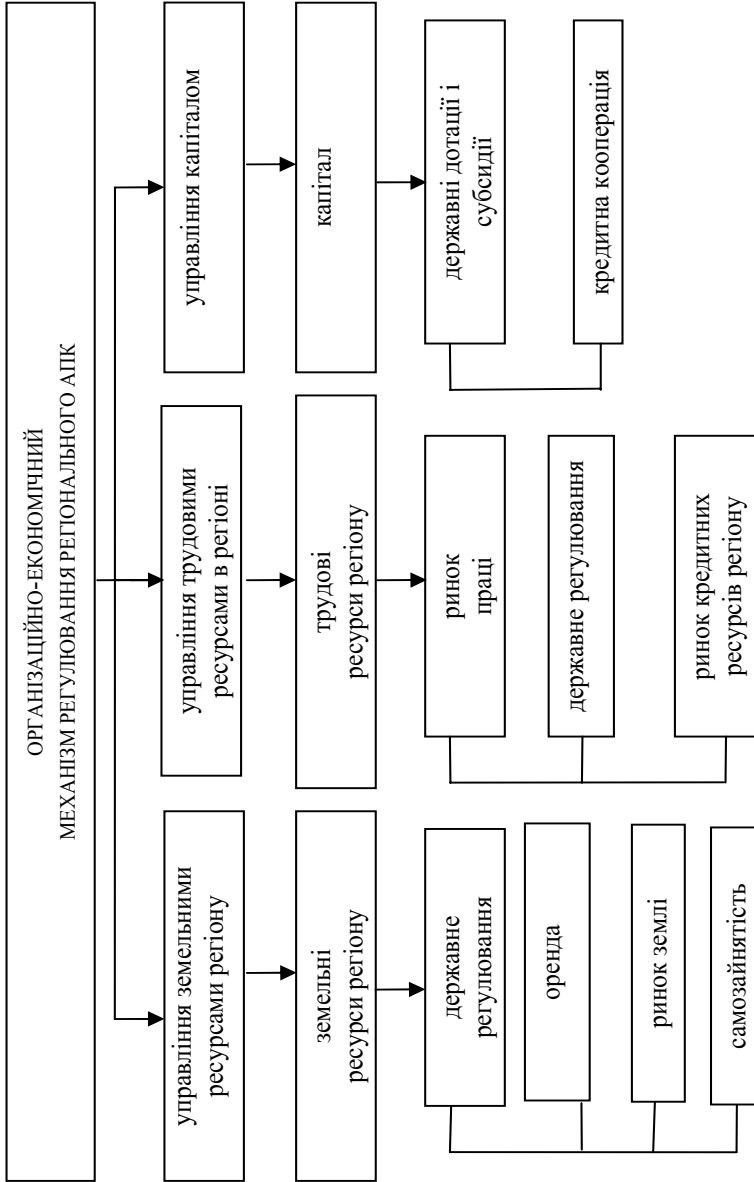 ОРГАНІЗАЦІЙНО-ЕКОНОМІЧНИЙ
МЕХАНІЗМ РЕГУЛЮВАННЯ РЕГІОНАЛЬНОГО АПК
управління земельними
ресурсами регіону
управління трудовими
ресурсами в регіоні
управління капіталом
земельні
ресурси регіону
трудові
ресурси регіону
капітал
державне
регулювання
оренда
ринок землі
самозайнятість
ринок
праці
державне регулювання
ринок кредитних
ресурсів регіону
державні дотації і
субсидії
кредитна кооперація